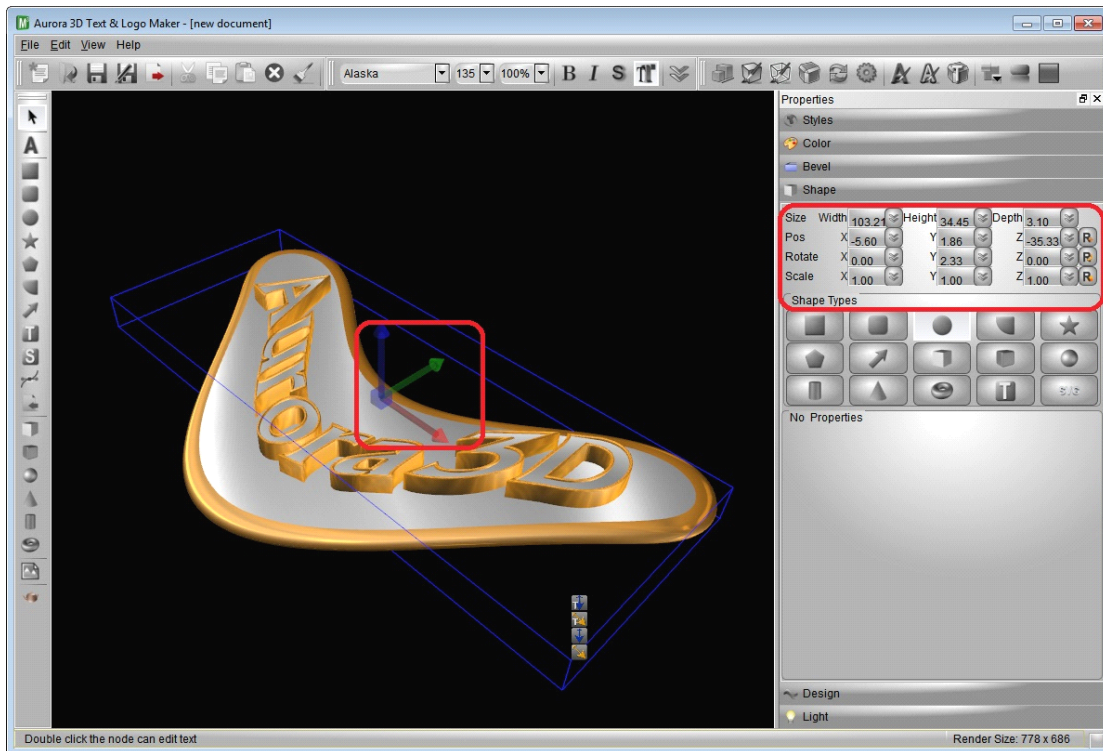 Aurora 3D Text & Logo Maker - [new document]
File Edit View Help
Alaska 135 100% B I S T
Properties
Styles
Color
Bevel
Shape
Size Width 103.21 Height 34.45 Depth 3.10
Pos X -5.60 Y 1.86 Z -35.33 R
Rotate X 0.00 Y 2.33 Z 0.00 R
Scale X 1.00 Y 1.00 Z 1.00 R
Shape Types
T SVG
No Properties
A
T
S
Aurora3D
Design
Light
Double click the node can edit text
Render Size: 778 x 686